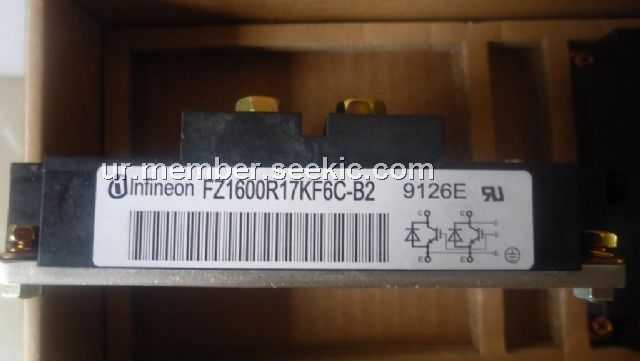 ur.member.seekic.com
Infineon FZ1600R17KF6C-B2 9126E
C C C
G
E E E